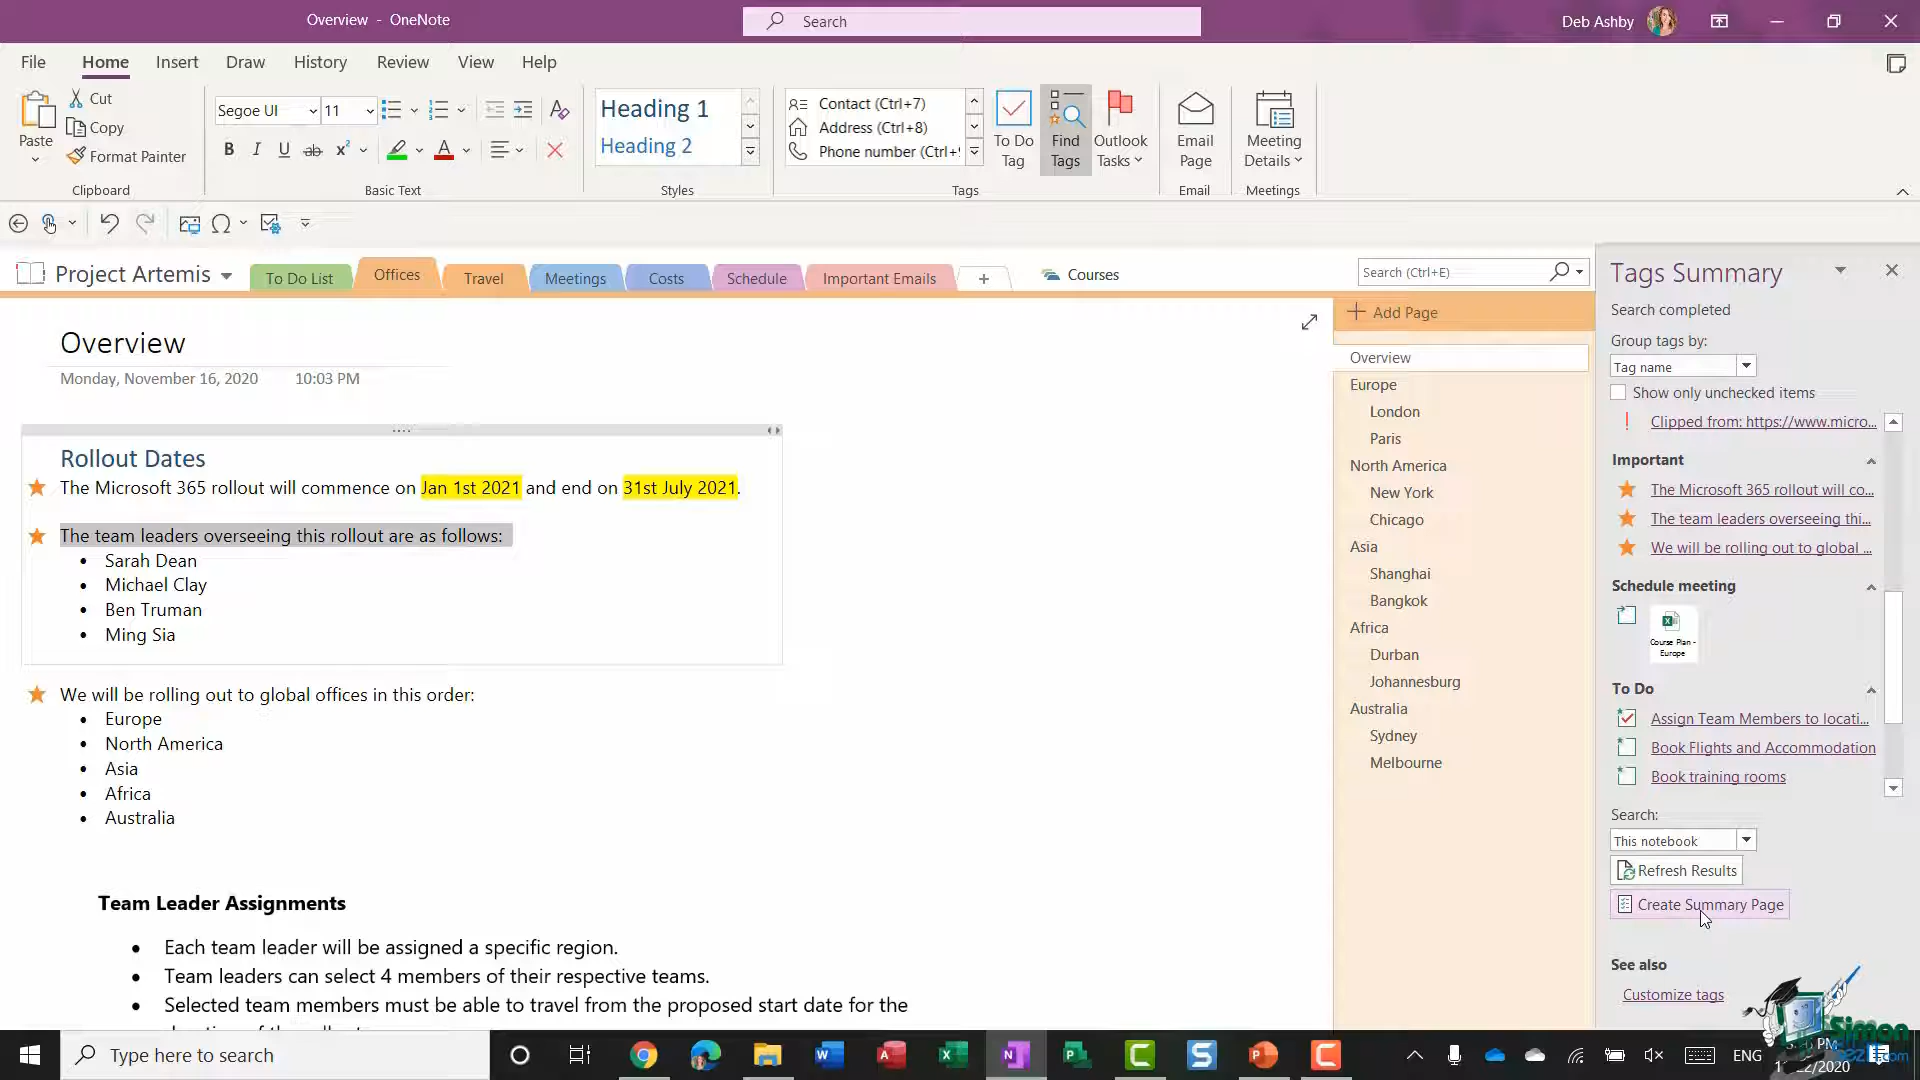 Overview - OneNote
Search
Deb Ashby
File Home Insert Draw History Review View Help
Paste
Cut
Copy
Format Painter
Clipboard
Segoe UI 11
B I U ab x²
A
Basic Text
Heading 1
Heading 2
Styles
Contact (Ctrl+7)
Address (Ctrl+8)
Phone number (Ctrl+9
To Do Tag
Find Tags
Outlook Tasks
Tags
Email Page
Email
Meeting Details
Meetings
Project Artemis
To Do List Offices Travel Meetings Costs Schedule Important Emails + Courses
Search (Ctrl+E)
Overview
Monday, November 16, 2020 10:03 PM
Rollout Dates
The Microsoft 365 rollout will commence on Jan 1st 2021 and end on 31st July 2021.
The team leaders overseeing this rollout are as follows:
• Sarah Dean
• Michael Clay
• Ben Truman
• Ming Sia
We will be rolling out to global offices in this order:
• Europe
• North America
• Asia
• Africa
• Australia
Team Leader Assignments
• Each team leader will be assigned a specific region.
• Team leaders can select 4 members of their respective teams.
• Selected team members must be able to travel from the proposed start date for the
Add Page
Overview
Europe
London
Paris
North America
New York
Chicago
Asia
Shanghai
Bangkok
Africa
Durban
Johannesburg
Australia
Sydney
Melbourne
Tags Summary
Search completed
Group tags by:
Tag name
Show only unchecked items
Clipped from: https://www.micro...
Important
The Microsoft 365 rollout will co...
The team leaders overseeing thi...
We will be rolling out to global ...
Schedule meeting
Course Plan -
Europe
To Do
Assign Team Members to locati...
Book Flights and Accommodation
Book training rooms
Search:
This notebook
Refresh Results
Create Summary Page
See also
Customize tags
Type here to search
ENG